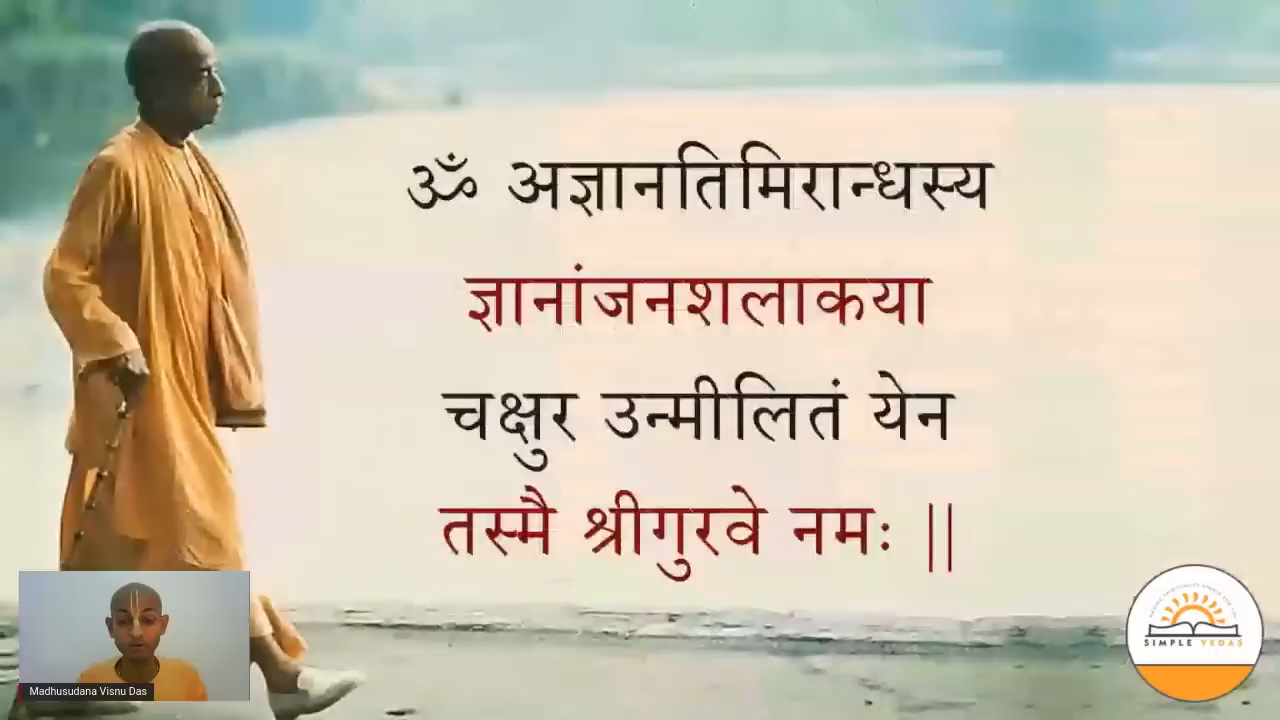 ॐ अज्ञानतिमिरान्धस्य
ज्ञानांजनशलाकया
चक्षुर उन्मीलितं येन
तस्मै श्रीगुरवे नमः ||
Madhusudana Visnu Das
SIMPLE VEDAS